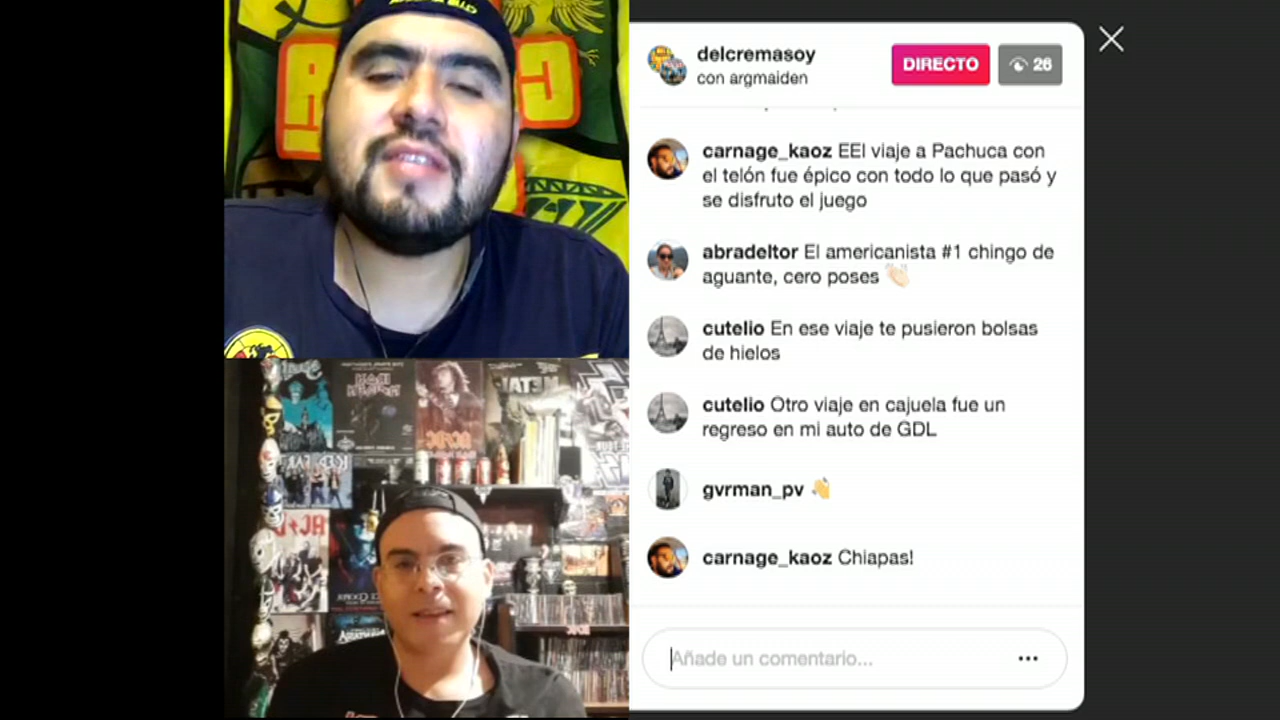 delcremasoy
con argmaiden
DIRECTO
26
carnage_kaoz EEl viaje a Pachuca con
el telón fue épico con todo lo que pasó y
se disfruto el juego
abradeltor El americanista #1 chingo de
aguante, cero poses 👏🏻
cutelio En ese viaje te pusieron bolsas
de hielos
cutelio Otro viaje en cajuela fue un
regreso en mi auto de GDL
gvrman_pv 👋
carnage_kaoz Chiapas!
Añade un comentario...